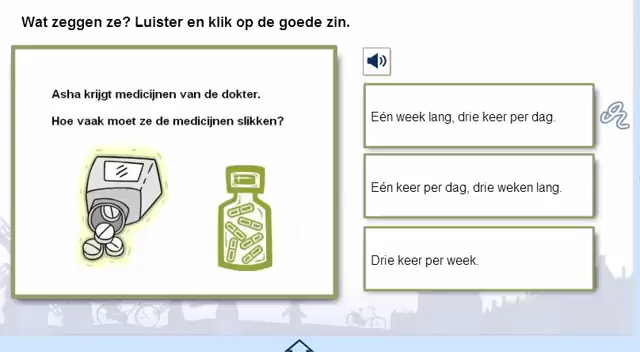 Wat zeggen ze? Luister en klik op de goede zin.
Asha krijgt medicijnen van de dokter.
Hoe vaak moet ze de medicijnen slikken?
Eén week lang, drie keer per dag.
Eén keer per dag, drie weken lang.
Drie keer per week.